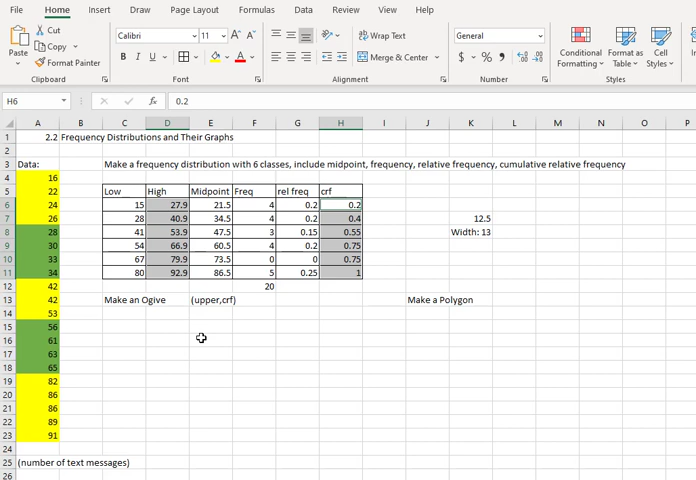 File Home Insert Draw Page Layout Formulas Data Review View Help
Paste
Cut
Copy
Format Painter
Clipboard
Calibri 11 A A
B I U A
Font
Wrap Text
Merge & Center
Alignment
General
$ % , .00
Number
Conditional Formatting
Format as Table
Cell Styles
Styles
H6 fx 0.2
A B C D E F G H I J K L M N O P
1 2.2 Frequency Distributions and Their Graphs
2
3 Data: Make a frequency distribution with 6 classes, include midpoint, frequency, relative frequency, cumulative relative frequency
4 16
5 22 Low High Midpoint Freq rel freq crf
6 24 15 27.9 21.5 4 0.2 0.2
7 26 28 40.9 34.5 4 0.2 0.4 12.5
8 28 41 53.9 47.5 3 0.15 0.55 Width: 13
9 30 54 66.9 60.5 4 0.2 0.75
10 33 67 79.9 73.5 0 0 0.75
11 34 80 92.9 86.5 5 0.25 1
12 42 20
13 42 Make an Ogive (upper,crf) Make a Polygon
14 53
15 56
16 61
17 63
18 65
19 82
20 86
21 86
22 89
23 91
24
25 (number of text messages)
26